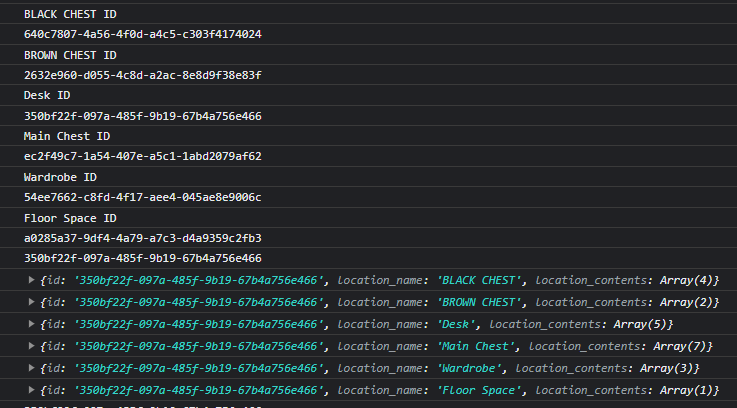 BLACK CHEST ID
640c7807-4a56-4f0d-a4c5-c303f4174024
BROWN CHEST ID
2632e960-d055-4c8d-a2ac-8e8d9f38e83f
Desk ID
350bf22f-097a-485f-9b19-67b4a756e466
Main Chest ID
ec2f49c7-1a54-407e-a5c1-1abd2079af62
Wardrobe ID
54ee7662-c8fd-4f17-aee4-045ae8e9006c
Floor Space ID
a0285a37-9df4-4a79-a7c3-d4a9359c2fb3
350bf22f-097a-485f-9b19-67b4a756e466
{id: '350bf22f-097a-485f-9b19-67b4a756e466', location_name: 'BLACK CHEST', location_contents: Array(4)}
{id: '350bf22f-097a-485f-9b19-67b4a756e466', location_name: 'BROWN CHEST', location_contents: Array(2)}
{id: '350bf22f-097a-485f-9b19-67b4a756e466', location_name: 'Desk', location_contents: Array(5)}
{id: '350bf22f-097a-485f-9b19-67b4a756e466', location_name: 'Main Chest', location_contents: Array(7)}
{id: '350bf22f-097a-485f-9b19-67b4a756e466', location_name: 'Wardrobe', location_contents: Array(3)}
{id: '350bf22f-097a-485f-9b19-67b4a756e466', location_name: 'Floor Space', location_contents: Array(1)}